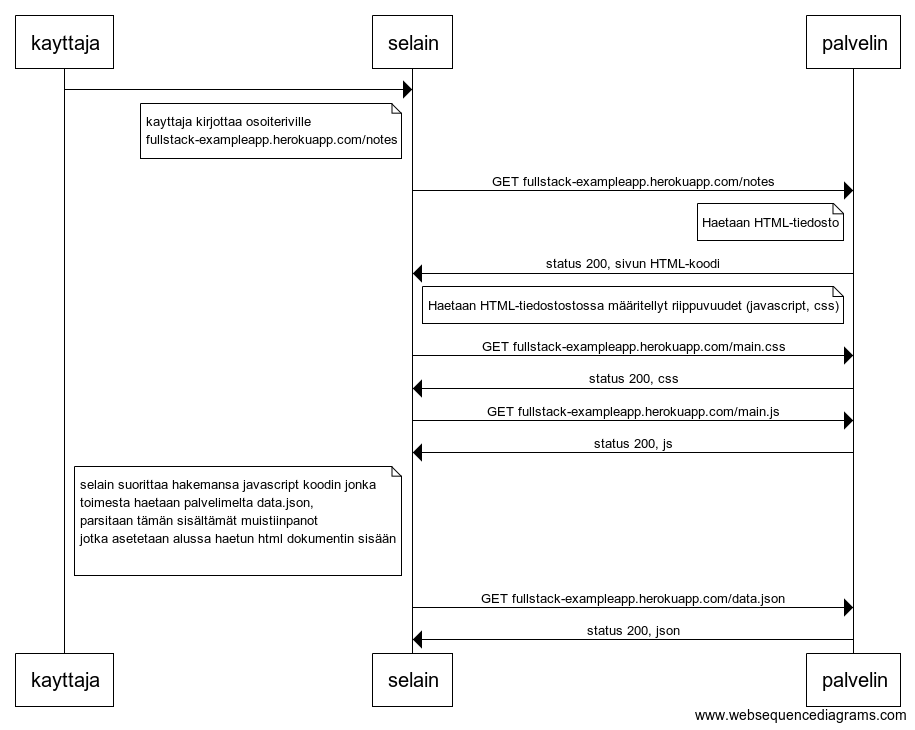 kayttaja
selain
palvelin
kayttaja kirjottaa osoiteriville
fullstack-exampleapp.herokuapp.com/notes
GET fullstack-exampleapp.herokuapp.com/notes
Haetaan HTML-tiedosto
status 200, sivun HTML-koodi
Haetaan HTML-tiedostostossa määritellyt riippuvuudet (javascript, css)
GET fullstack-exampleapp.herokuapp.com/main.css
status 200, css
GET fullstack-exampleapp.herokuapp.com/main.js
status 200, js
selain suorittaa hakemansa javascript koodin jonka
toimesta haetaan palvelimelta data.json,
parsitaan tämän sisältämät muistiinpanot
jotka asetetaan alussa haetun html dokumentin sisään
GET fullstack-exampleapp.herokuapp.com/data.json
status 200, json
kayttaja
selain
palvelin
www.websequencediagrams.com